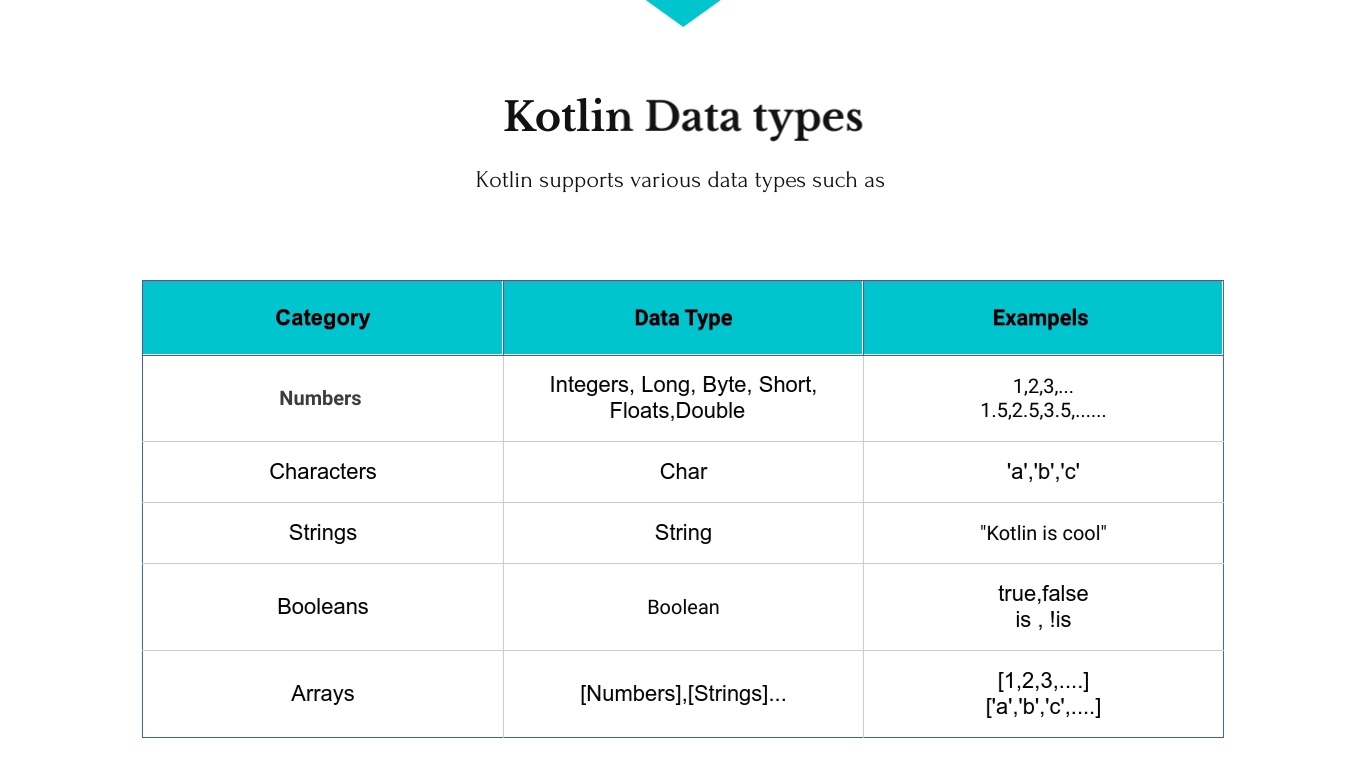 Kotlin Data types
Kotlin supports various data types such as
Category Data Type Exampels
Numbers Integers, Long, Byte, Short, 1,2,3,...
Floats,Double 1.5,2.5,3.5,......
Characters Char 'a','b','c'
Strings String "Kotlin is cool"
Booleans Boolean true,false
is , !is
Arrays [Numbers],[Strings]... [1,2,3,....]
['a','b','c',....]